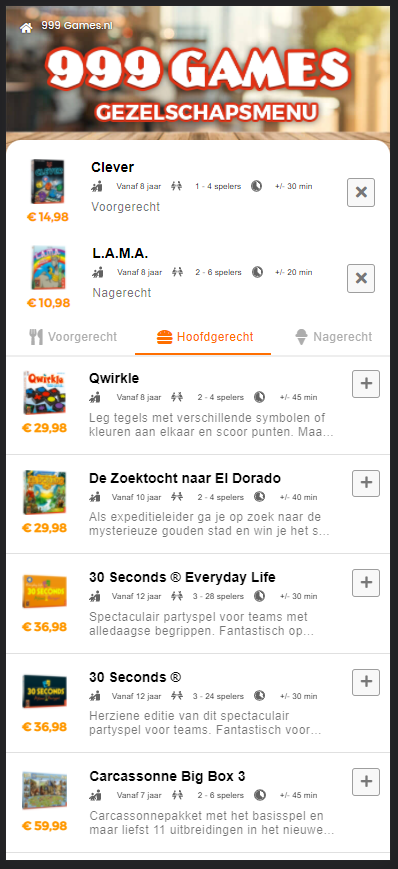 999 Games.nl
999 GAMES
GEZELSCHAPSMENU
Clever
Vanaf 8 jaar 1 - 4 spelers +/- 30 min
Voorgerecht
€ 14,98
L.A.M.A.
Vanaf 8 jaar 2 - 6 spelers +/- 20 min
Nagerecht
€ 10,98
Voorgerecht Hoofdgerecht Nagerecht
Qwirkle
Qwirkle
Vanaf 8 jaar 2 - 4 spelers +/- 45 min
Leg tegels met verschillende symbolen of
kleuren aan elkaar en scoor punten. Maa...
€ 29,98
De Zoektocht naar El Dorado
Vanaf 10 jaar 2 - 4 spelers +/- 40 min
Als expeditieleider ga je op zoek naar de
mysterieuze gouden stad en win je het s...
€ 29,98
30 Seconds ® Everyday Life
Vanaf 12 jaar 3 - 28 spelers +/- 30 min
30 SECONDS
Spectaculair partyspel voor teams met
alledaagse begrippen. Fantastisch op...
€ 36,98
30 Seconds ®
Vanaf 12 jaar 3 - 24 spelers +/- 30 min
30 SECONDS
Herziene editie van dit spectaculair
partyspel voor teams. Fantastisch voor...
€ 36,98
Carcassonne Big Box 3
Vanaf 7 jaar 2 - 6 spelers +/- 45 min
Carcassonnepakket met het basisspel en
maar liefst 11 uitbreidingen in het nieuwe...
€ 59,98